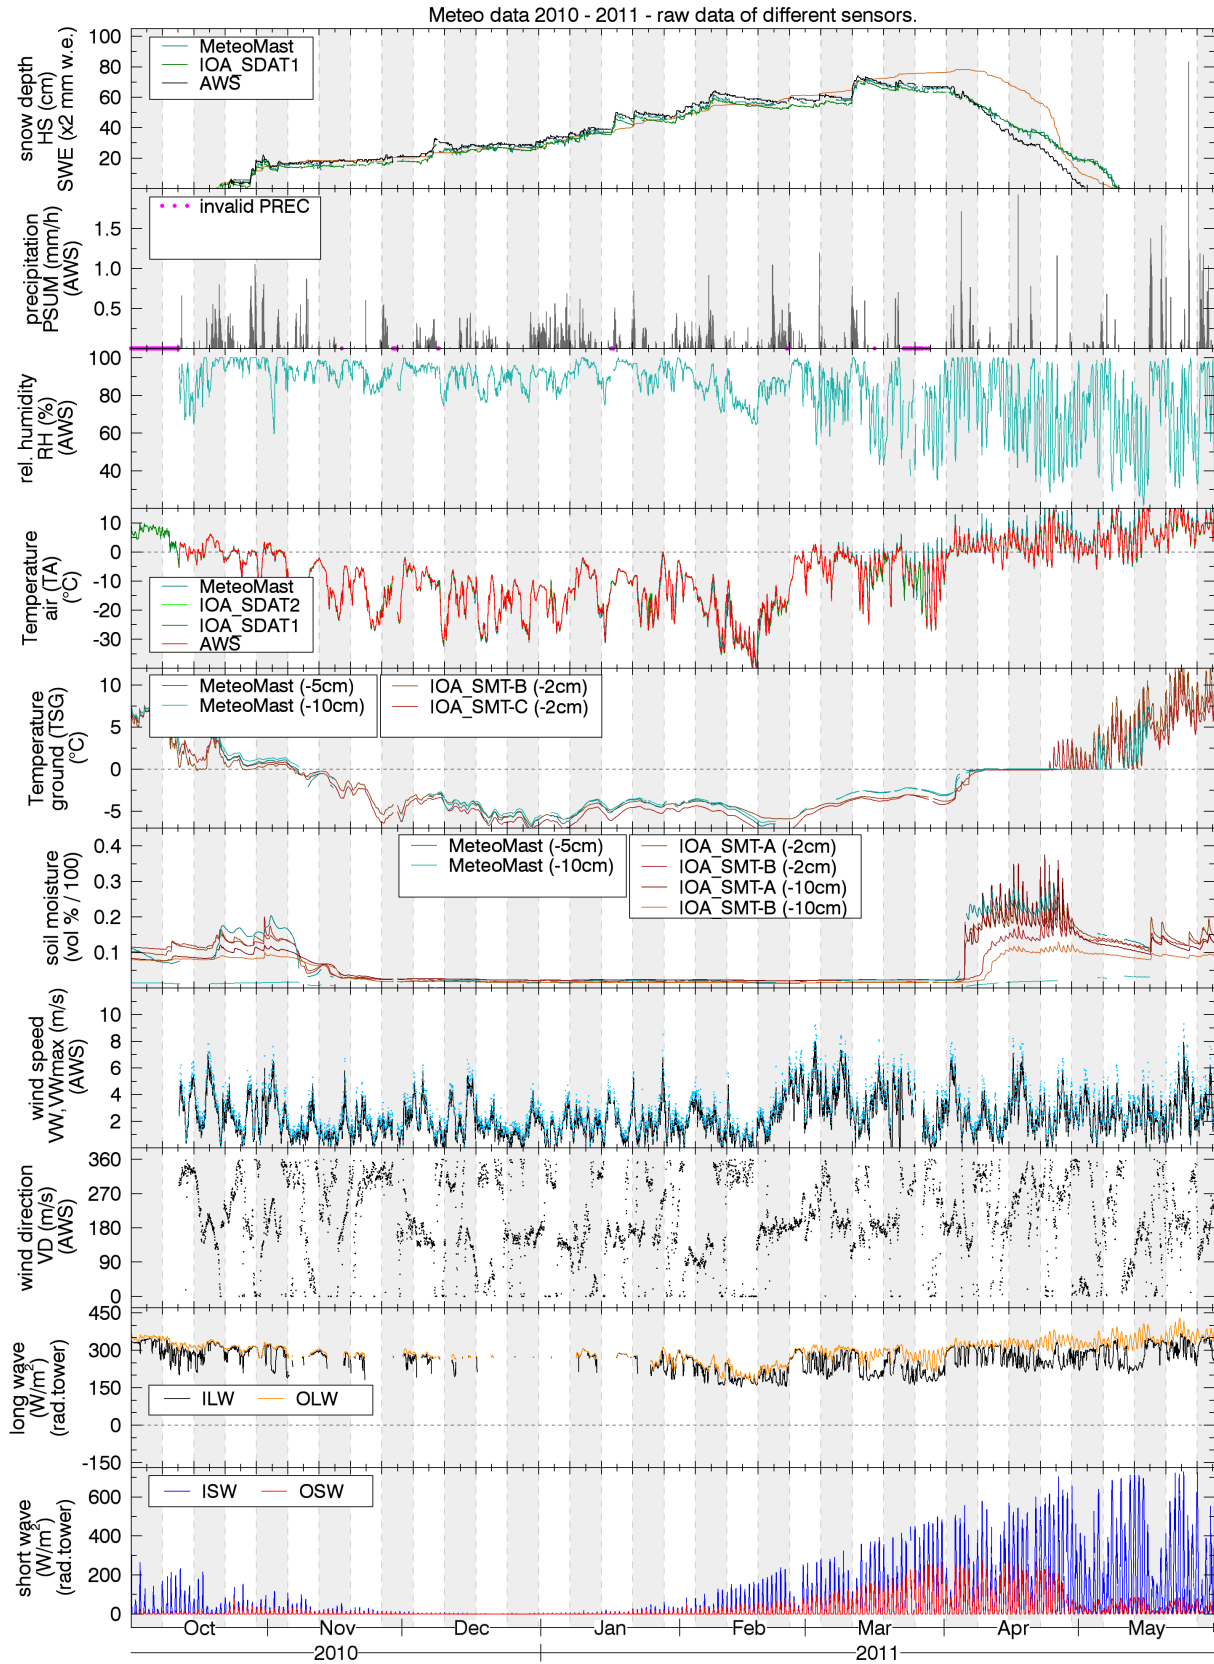 Meteo data 2010 - 2011 - raw data of different sensors.
snow depth
HS (cm)
SWE (x2 mm w.e.)
100
80
60
40
20
MeteoMast
IOA_SDAT1
AWS
precipitation
PSUM (mm/h)
(AWS)
1.5
1.0
0.5
invalid PREC
rel. humidity
RH (%)
(AWS)
100
80
60
40
Temperature
air (TA)
(°C)
10
0
-10
-20
-30
MeteoMast
IOA_SDAT2
IOA_SDAT1
AWS
Temperature
ground (TSG)
(°C)
10
5
0
-5
MeteoMast (-5cm)
MeteoMast (-10cm)
IOA_SMT-B (-2cm)
IOA_SMT-C (-2cm)
soil moisture
(vol % / 100)
0.4
0.3
0.2
0.1
MeteoMast (-5cm)
MeteoMast (-10cm)
IOA_SMT-A (-2cm)
IOA_SMT-B (-2cm)
IOA_SMT-A (-10cm)
IOA_SMT-B (-10cm)
wind speed
VW,VWmax (m/s)
(AWS)
10
8
6
4
2
wind direction
VD (m/s)
(AWS)
360
270
180
90
0
long wave
(W/m²)
(rad.tower)
450
300
150
0
-150
ILW OLW
short wave
(W/m²)
(rad.tower)
600
400
200
0
ISW OSW
Oct Nov Dec Jan Feb Mar Apr May
2010 2011